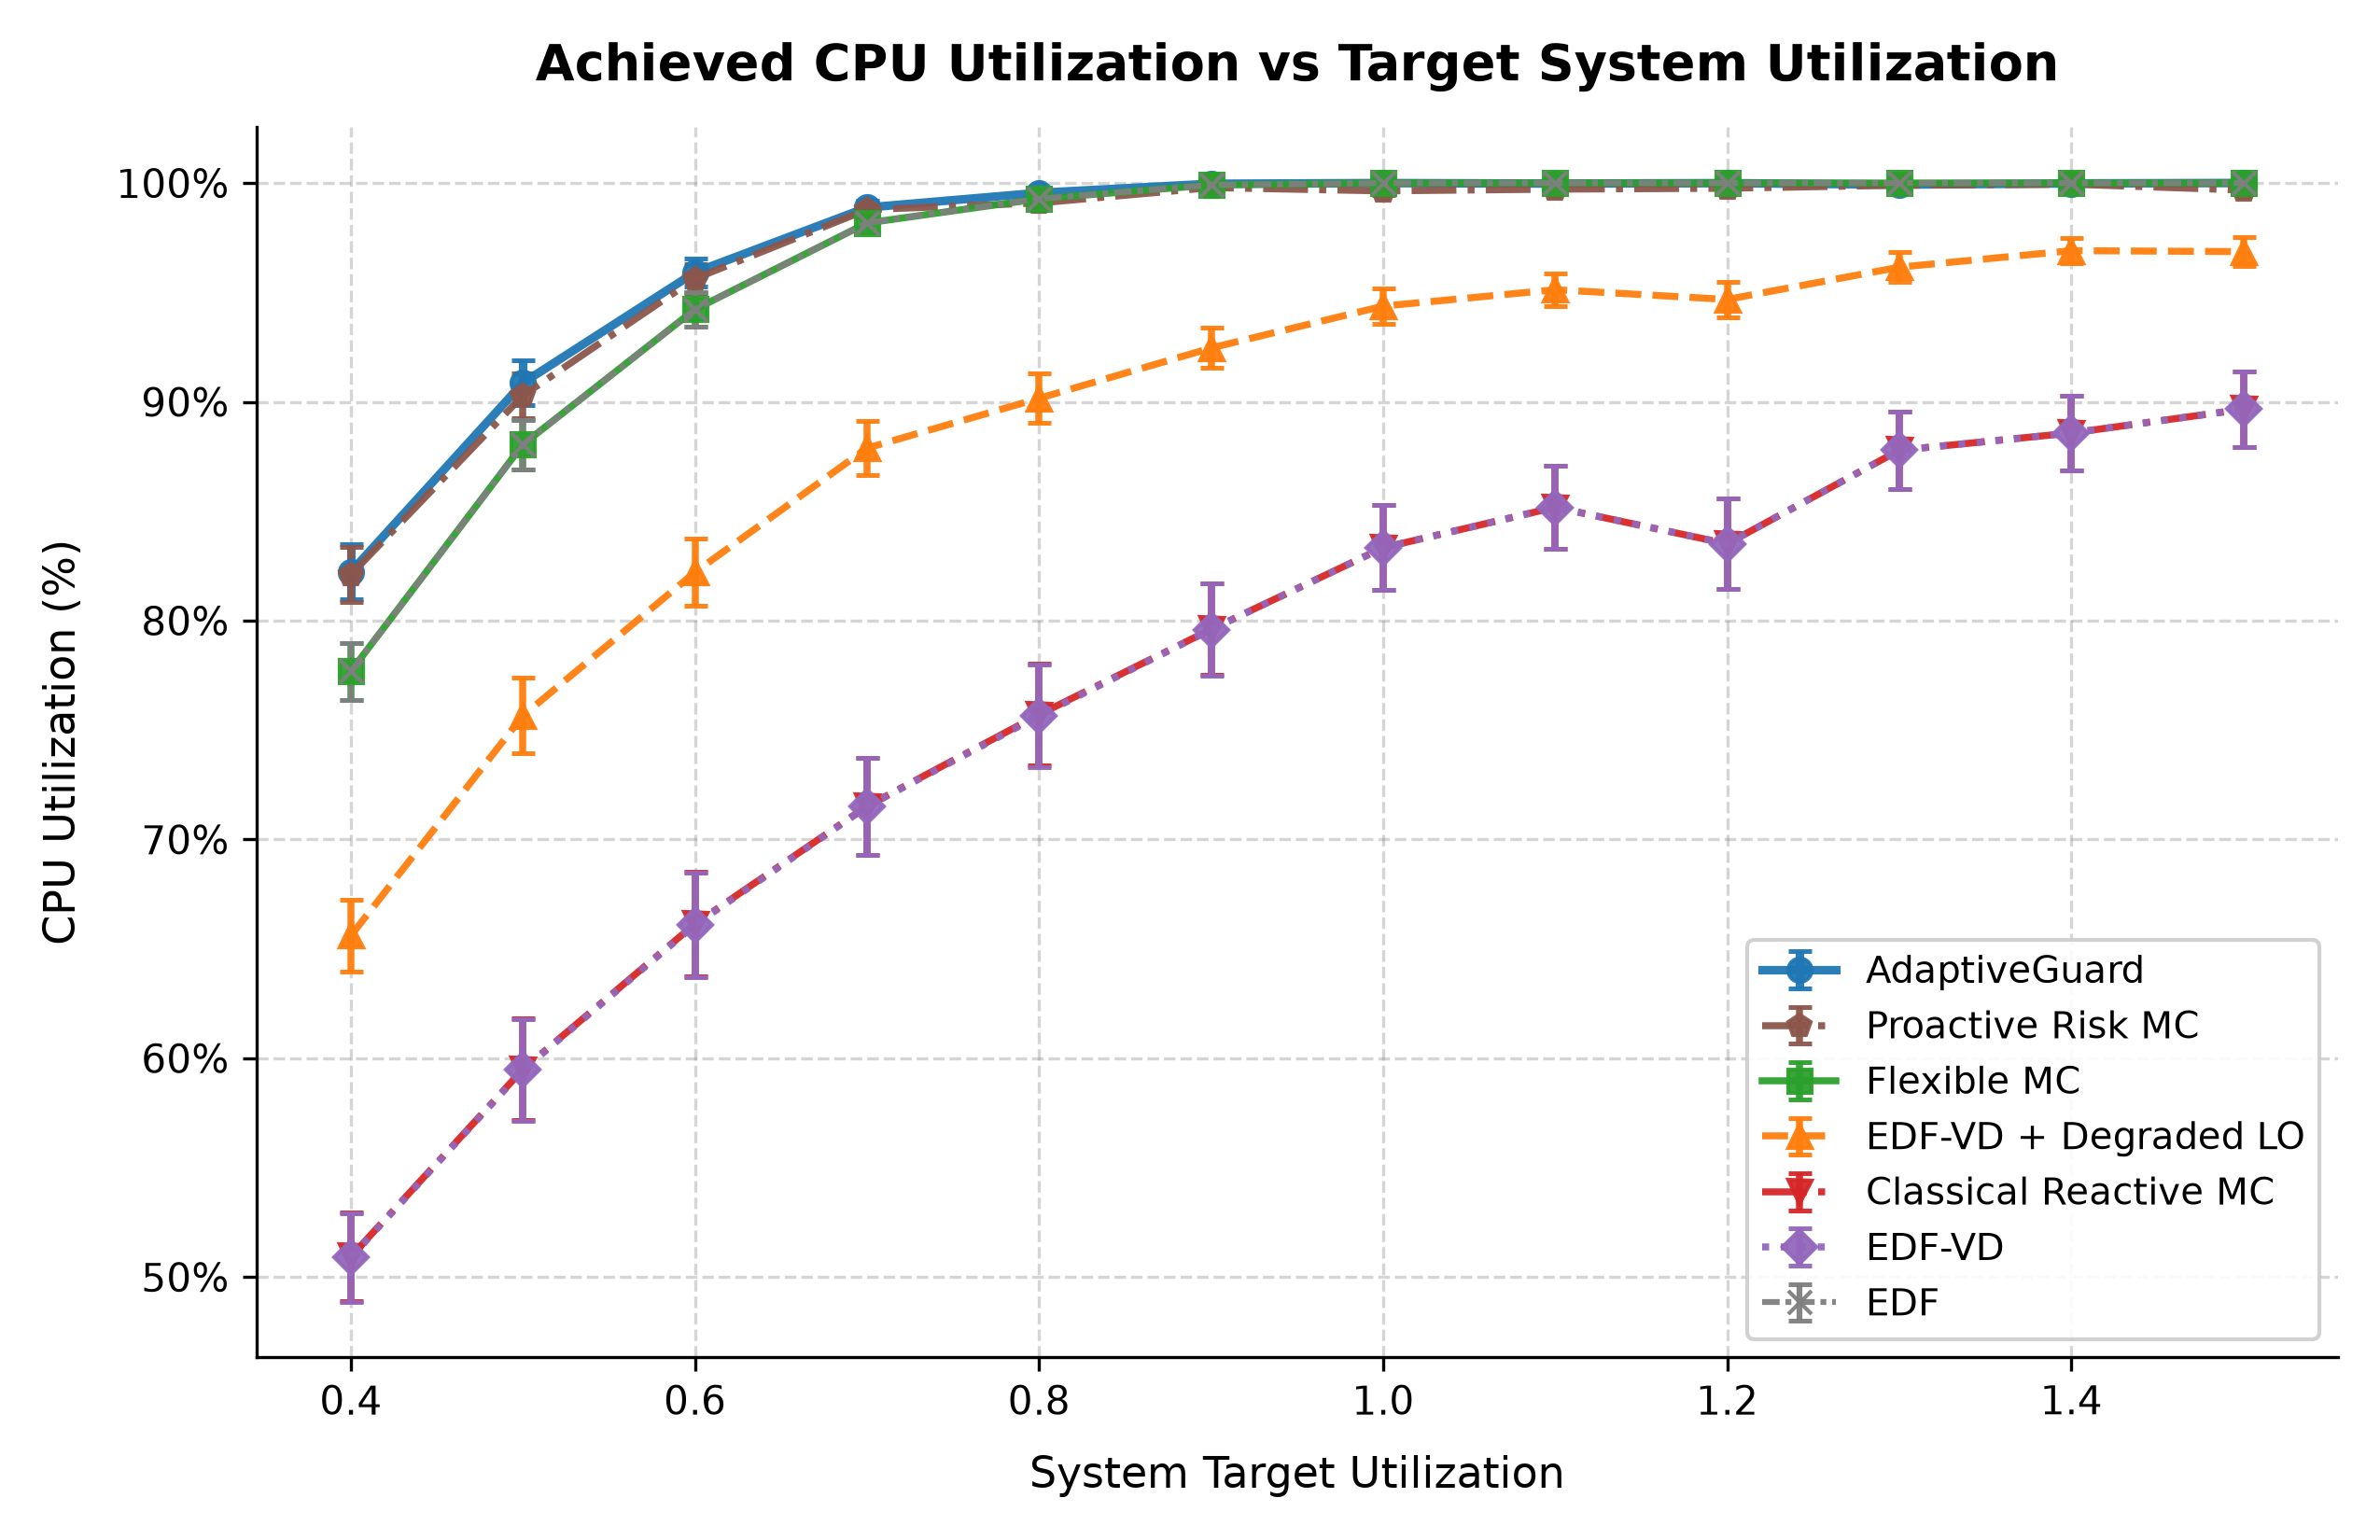 Achieved CPU Utilization vs Target System Utilization
100%
90%
80%
70%
60%
50%
CPU Utilization (%)
AdaptiveGuard
Proactive Risk MC
Flexible MC
EDF-VD + Degraded LO
Classical Reactive MC
EDF-VD
EDF
0.4 0.6 0.8 1.0 1.2 1.4
System Target Utilization